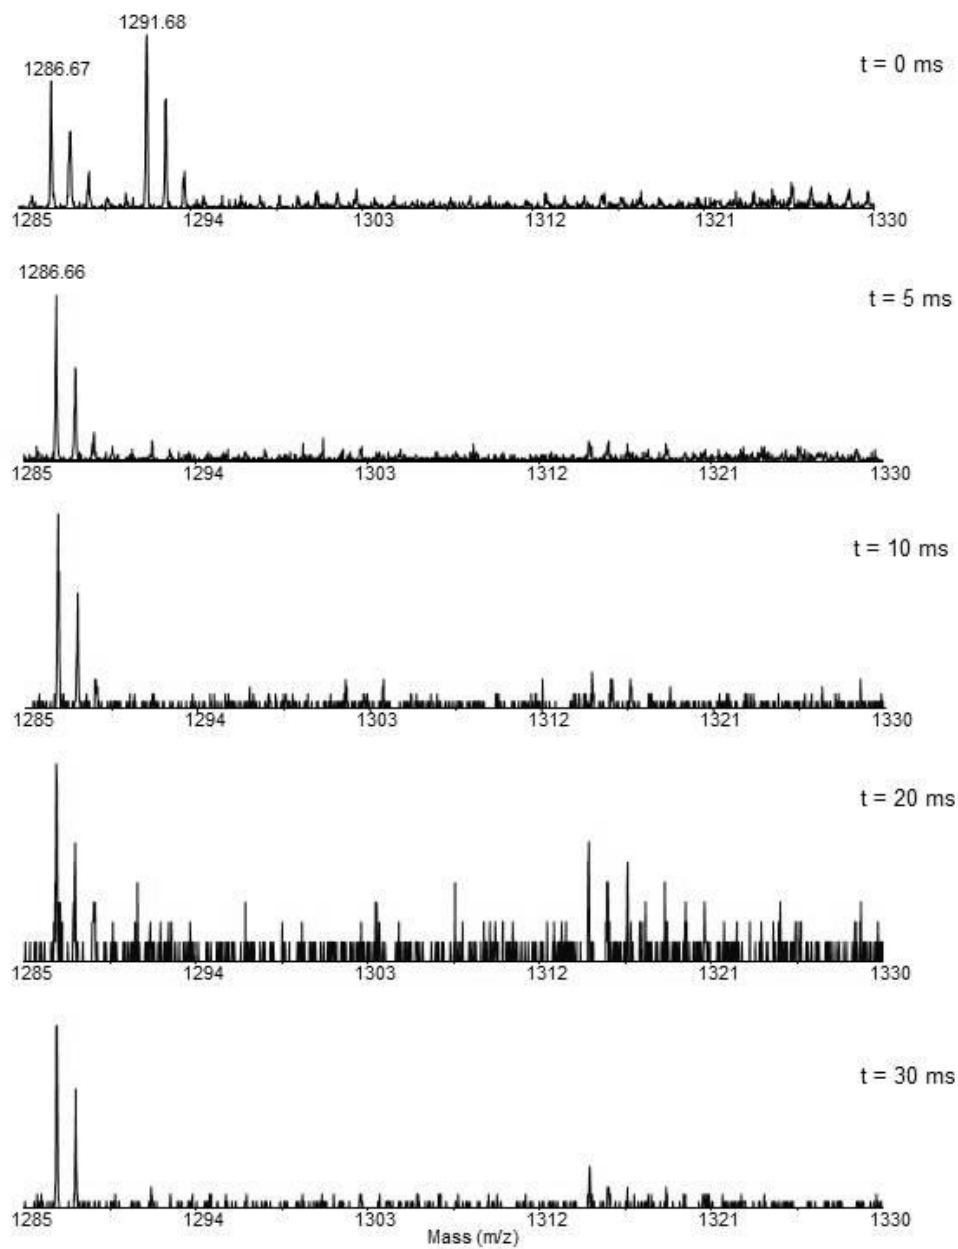 1291.68
1286.67
t = 0 ms
1285 1294 1303 1312 1321 1330
1286.66
t = 5 ms
1285 1294 1303 1312 1321 1330
t = 10 ms
1285 1294 1303 1312 1321 1330
t = 20 ms
1285 1294 1303 1312 1321 1330
t = 30 ms
1285 1294 1303 1312 1321 1330
Mass (m/z)